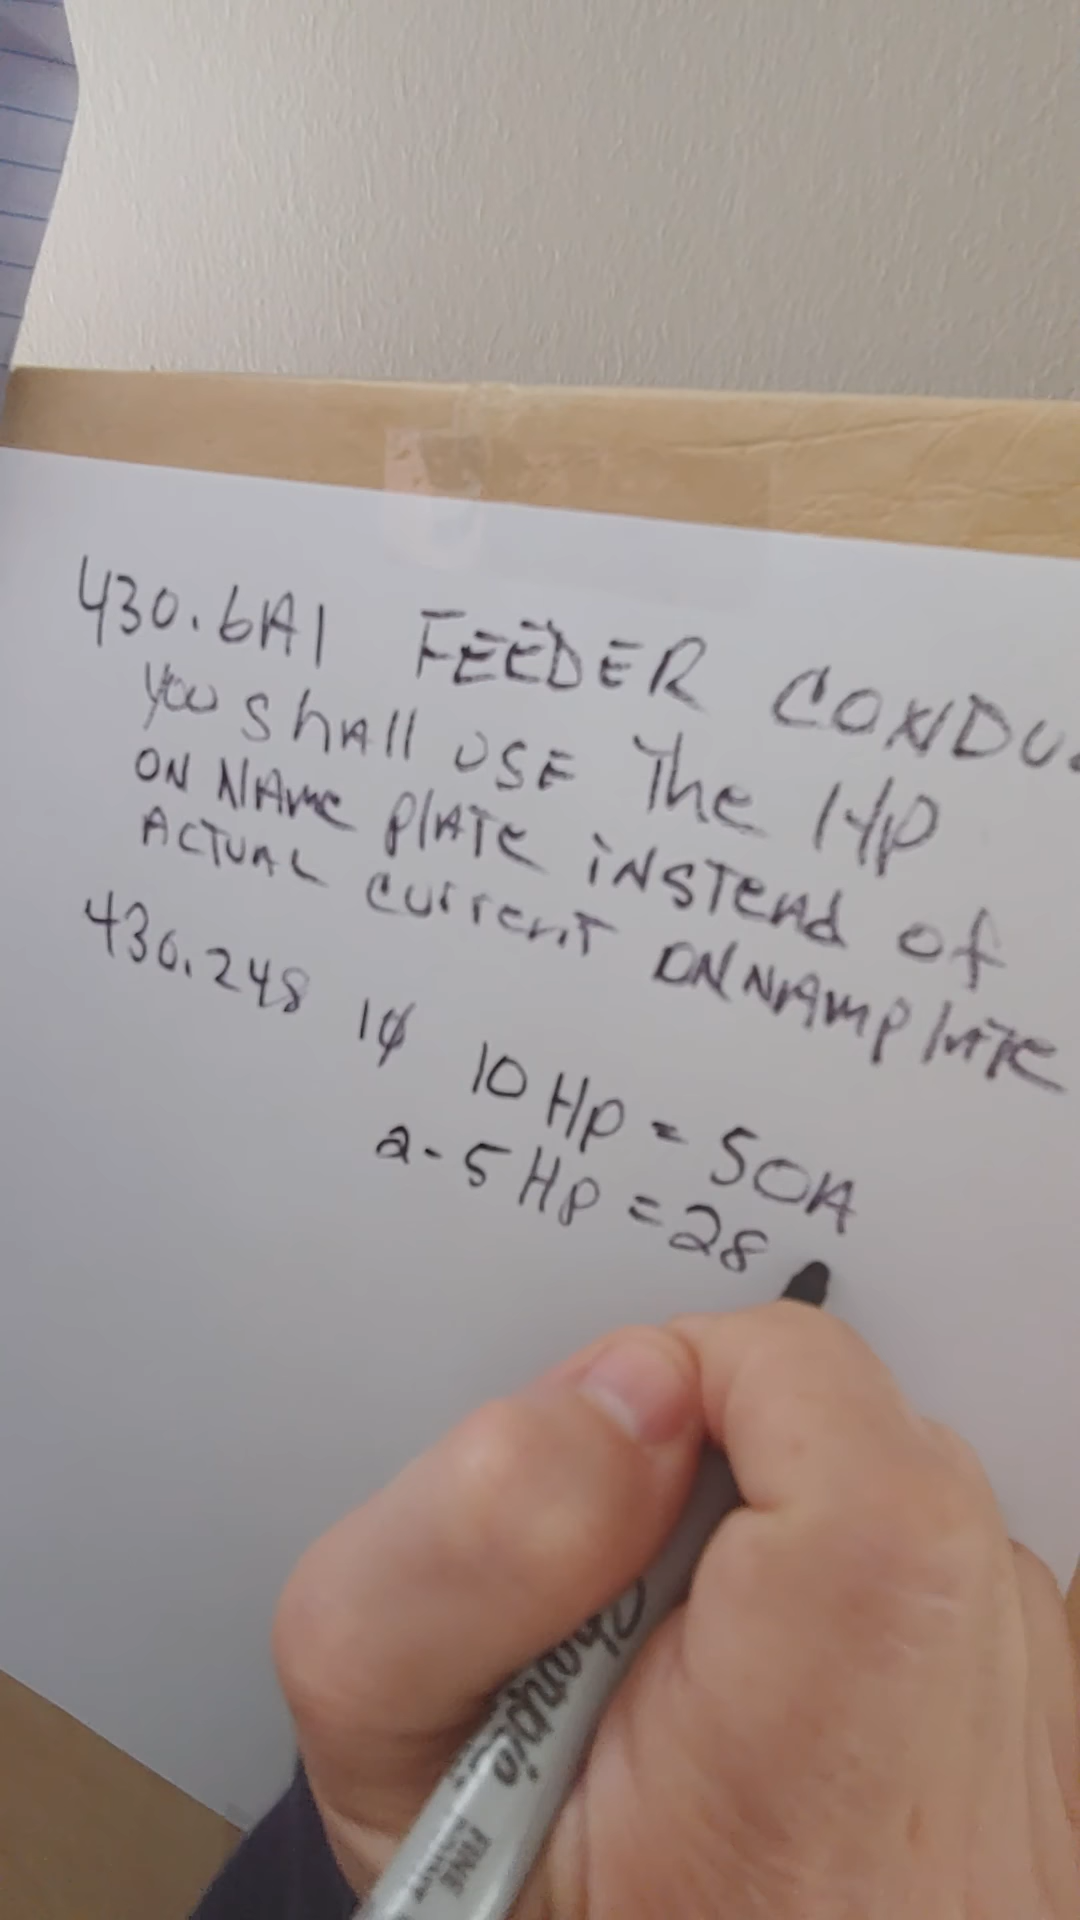 430.6A1 FEEDER CONDU
you shall USE The HP
ON NAME PLATE iNSTEAd of
ACTUAL CurrenT ON NAMPLATE
430.248 1ϕ 10 HP = 50A
2-5 HP = 28
FINE